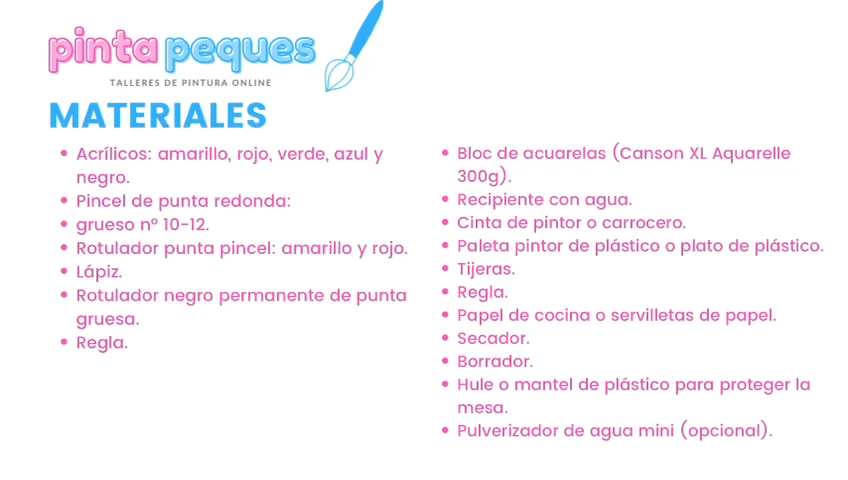 pinta peques
TALLERES DE PINTURA ONLINE
MATERIALES
• Acrílicos: amarillo, rojo, verde, azul y
negro.
• Pincel de punta redonda:
• grueso nº 10-12.
• Rotulador punta pincel: amarillo y rojo.
• Lápiz.
• Rotulador negro permanente de punta
gruesa.
• Regla.
• Bloc de acuarelas (Canson XL Aquarelle
300g).
• Recipiente con agua.
• Cinta de pintor o carrocero.
• Paleta pintor de plástico o plato de plástico.
• Tijeras.
• Regla.
• Papel de cocina o servilletas de papel.
• Secador.
• Borrador.
• Hule o mantel de plástico para proteger la
mesa.
• Pulverizador de agua mini (opcional).